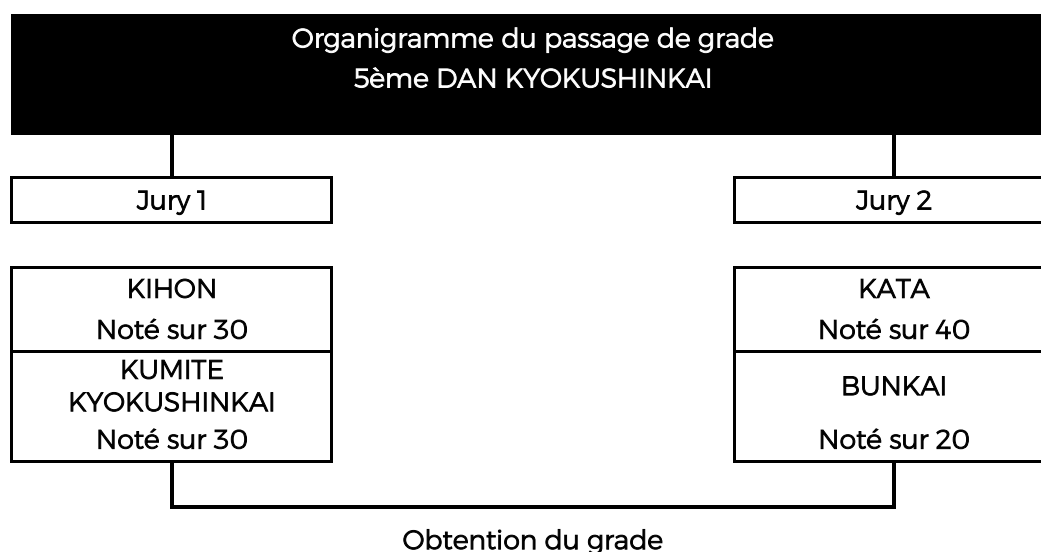 Organigramme du passage de grade
5ème DAN KYOKUSHINKAI
Jury 1
Jury 2
KIHON
Noté sur 30
KUMITE
KYOKUSHINKAI
Noté sur 30
KATA
Noté sur 40
BUNKAI
Noté sur 20
Obtention du grade